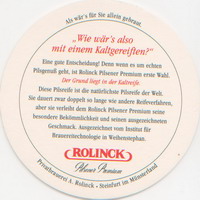 Als wär's für Sie allein gebraut.
„Wie wär's also
mit einem Kaltgereiften?"
Eine gute Entscheidung! Denn wenn es um echten
Pilsgenuß geht, ist Rolinck Pilsener Premium erste Wahl.
Der Grund liegt in der Kaltreife.
Diese Pilsreife ist die natürlichste Pilsreife der Welt.
Sie dauert zwar doppelt so lange wie andere Reifeverfahren,
aber sie verleiht dem Rolinck Pilsener Premium seine
besondere Bekömmlichkeit und seinen ausgezeichneten
Geschmack. Ausgezeichnet vom Institut für
Brauereitechnologie in Weihenstephan.
ROLINCK
Pilsener Premium
Privatbrauerei A. Rolinck · Steinfurt im Münsterland